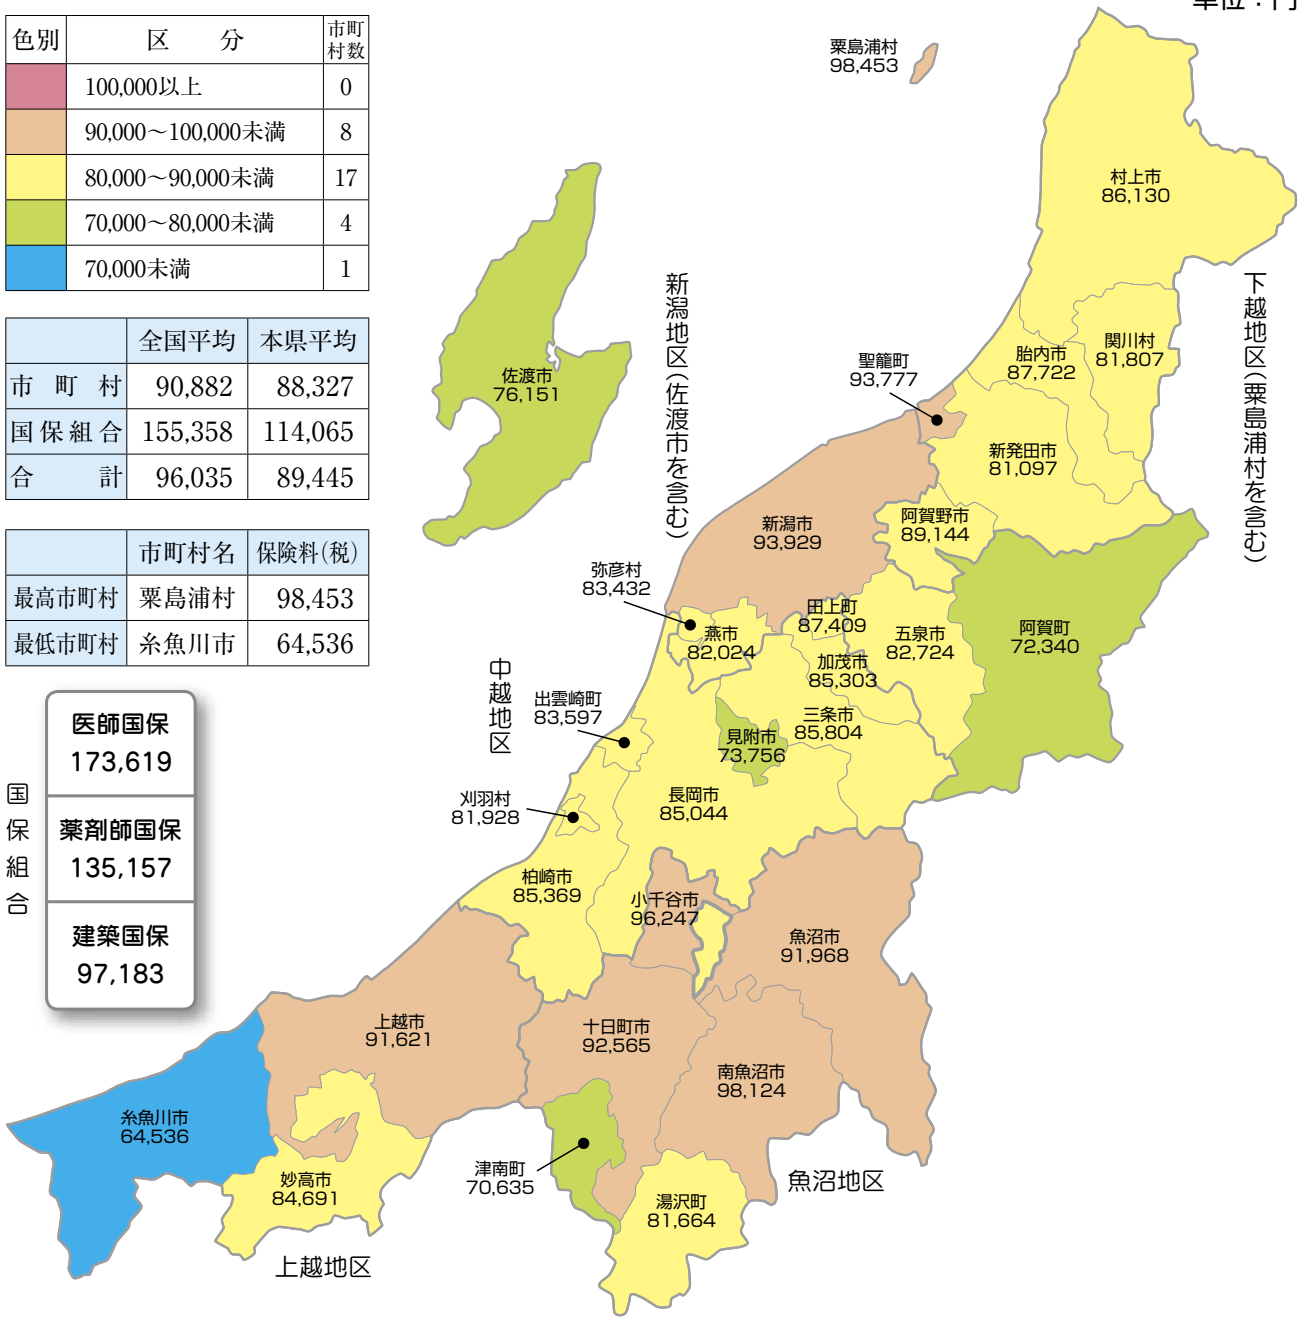 単位：円
色別 区分 市町村数
100,000以上 0
90,000～100,000未満 8
80,000～90,000未満 17
70,000～80,000未満 4
70,000未満 1
全国平均 本県平均
市町村 90,882 88,327
国保組合 155,358 114,065
合計 96,035 89,445
市町村名 保険料(税)
最高市町村 粟島浦村 98,453
最低市町村 糸魚川市 64,536
国保組合
医師国保
173,619
薬剤師国保
135,157
建築国保
97,183
粟島浦村
98,453
村上市
86,130
下越地区(粟島浦村を含む)
関川村
81,807
胎内市
87,722
聖籠町
93,777
新発田市
81,097
新潟地区(佐渡市を含む)
佐渡市
76,151
新潟市
93,929
阿賀野市
89,144
阿賀町
72,340
五泉市
82,724
田上町
87,409
弥彦村
83,432
燕市
82,024
加茂市
85,303
三条市
85,804
見附市
73,756
中越地区
出雲崎町
83,597
長岡市
85,044
刈羽村
81,928
柏崎市
85,369
小千谷市
96,247
魚沼市
91,968
十日町市
92,565
南魚沼市
98,124
津南町
70,635
湯沢町
81,664
魚沼地区
上越市
91,621
糸魚川市
64,536
妙高市
84,691
上越地区